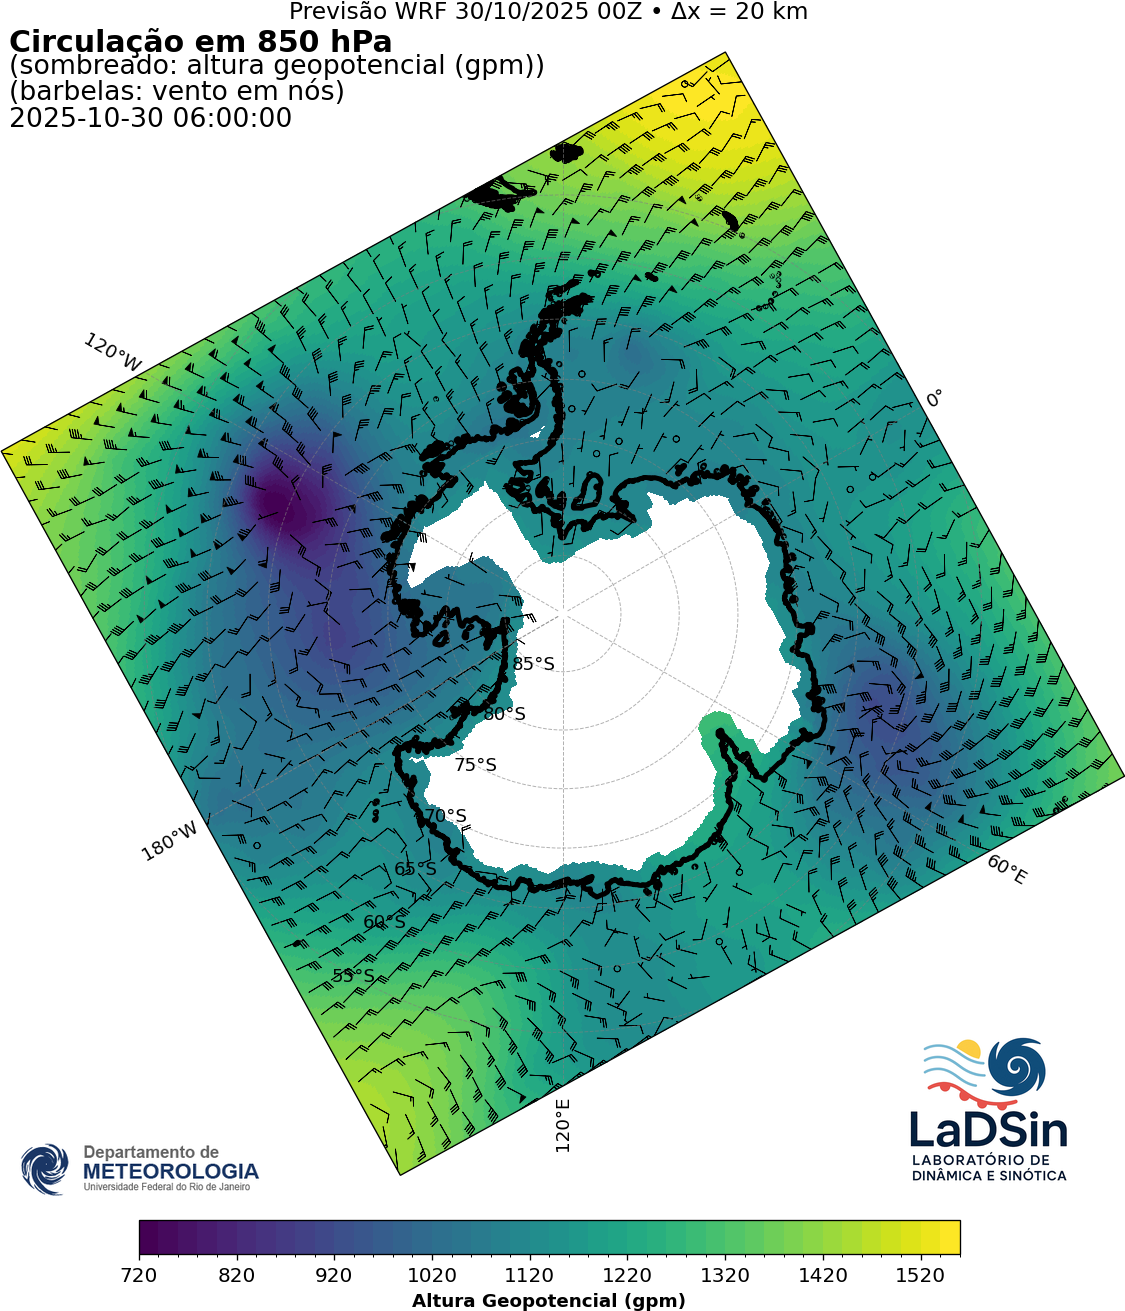 Previsão WRF 30/10/2025 00Z • Δx = 20 km
Circulação em 850 hPa
(sombreado: altura geopotencial (gpm))
(barbelas: vento em nós)
2025-10-30 06:00:00
120°W
0°
85°S
80°S
75°S
70°S
180°W
65°S
60°E
60°S
55°S
120°E
LaDSin
LABORATÓRIO DE
DINÂMICA E SINÓTICA
Departamento de
METEOROLOGIA
Universidade Federal do Rio de Janeiro
720 820 920 1020 1120 1220 1320 1420 1520
Altura Geopotencial (gpm)